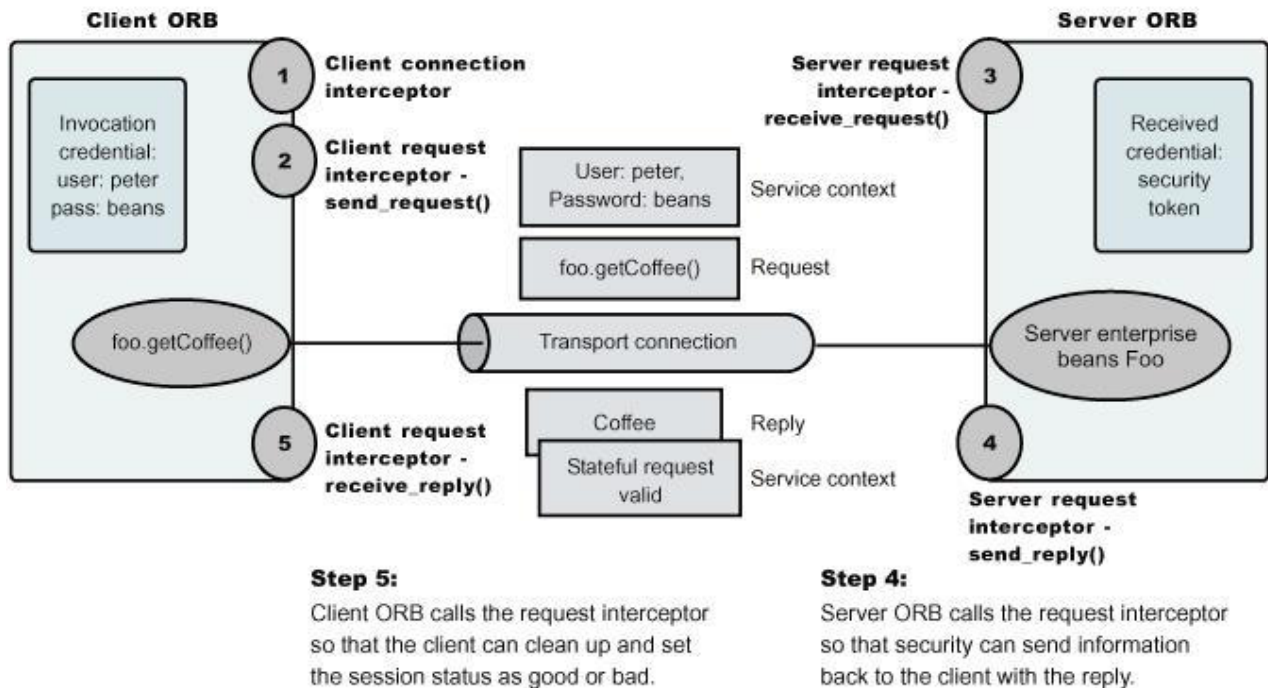 Client ORB
Server ORB
1
Client connection
interceptor
Server request
interceptor -
receive_request()
3
Invocation
credential:
user: peter
pass: beans
2
Client request
interceptor -
send_request()
User: peter,
Password: beans
Service context
Received
credential:
security
token
foo.getCoffee()
Request
foo.getCoffee()
Transport connection
Server enterprise
beans Foo
5
Client request
interceptor -
receive_reply()
Coffee
Reply
Stateful request
valid
Service context
4
Server request
interceptor -
send_reply()
Step 5:
Client ORB calls the request interceptor
so that the client can clean up and set
the session status as good or bad.
Step 4:
Server ORB calls the request interceptor
so that security can send information
back to the client with the reply.